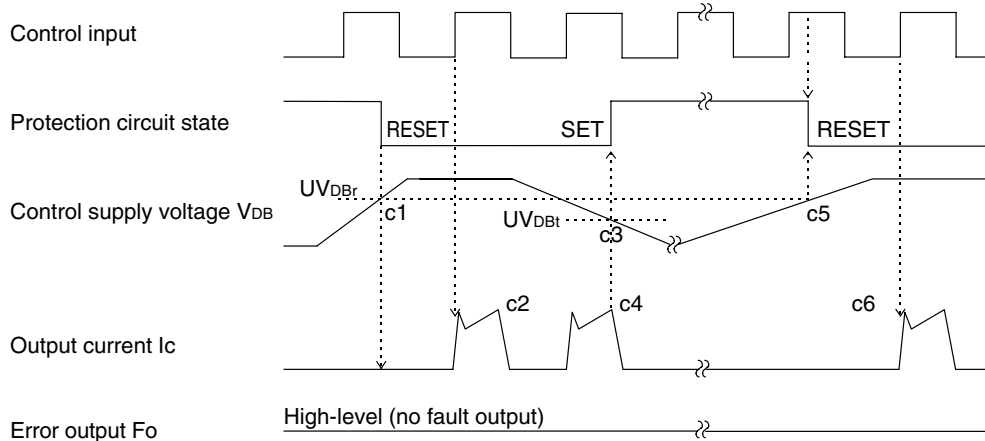 Control input
Protection circuit state
RESET
SET
RESET
UVDBr
Control supply voltage VDB
c1
UVDBt
c3
c5
c2
c4
c6
Output current Ic
High-level (no fault output)
Error output Fo